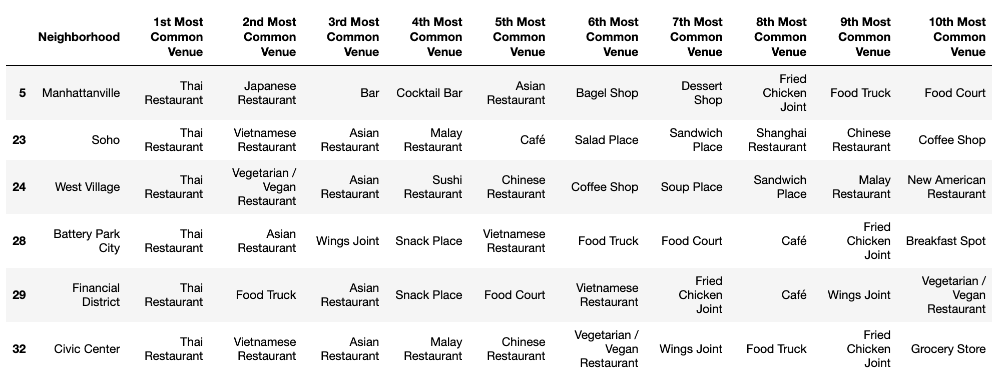 Neighborhood 1st Most Common Venue 2nd Most Common Venue 3rd Most Common Venue 4th Most Common Venue 5th Most Common Venue 6th Most Common Venue 7th Most Common Venue 8th Most Common Venue 9th Most Common Venue 10th Most Common Venue
5 Manhattanville Thai Restaurant Japanese Restaurant Bar Cocktail Bar Asian Restaurant Bagel Shop Dessert Shop Fried Chicken Joint Food Truck Food Court
23 Soho Thai Restaurant Vietnamese Restaurant Asian Restaurant Malay Restaurant Café Salad Place Sandwich Place Shanghai Restaurant Chinese Restaurant Coffee Shop
24 West Village Thai Restaurant Vegetarian / Vegan Restaurant Asian Restaurant Sushi Restaurant Chinese Restaurant Coffee Shop Soup Place Sandwich Place Malay Restaurant New American Restaurant
28 Battery Park City Thai Restaurant Asian Restaurant Wings Joint Snack Place Vietnamese Restaurant Food Truck Food Court Café Fried Chicken Joint Breakfast Spot
29 Financial District Thai Restaurant Food Truck Asian Restaurant Snack Place Food Court Vietnamese Restaurant Fried Chicken Joint Café Wings Joint Vegetarian / Vegan Restaurant
32 Civic Center Thai Restaurant Vietnamese Restaurant Asian Restaurant Malay Restaurant Chinese Restaurant Vegetarian / Vegan Restaurant Wings Joint Food Truck Fried Chicken Joint Grocery Store